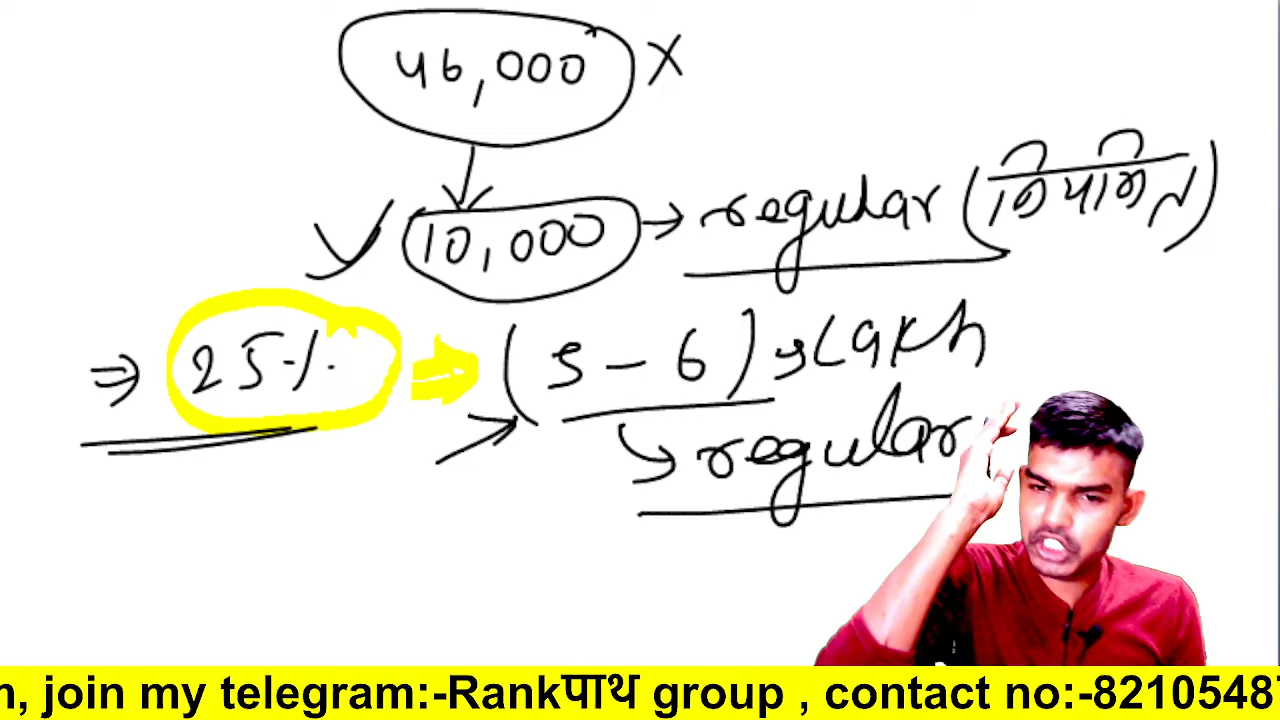 46,000 X
10,000 → regular (नियमित)
⇒ 25% ⇒ (5 - 6) → Lakh
↳ regular
n, join my telegram:-Rankपाथ group , contact no:-8210548